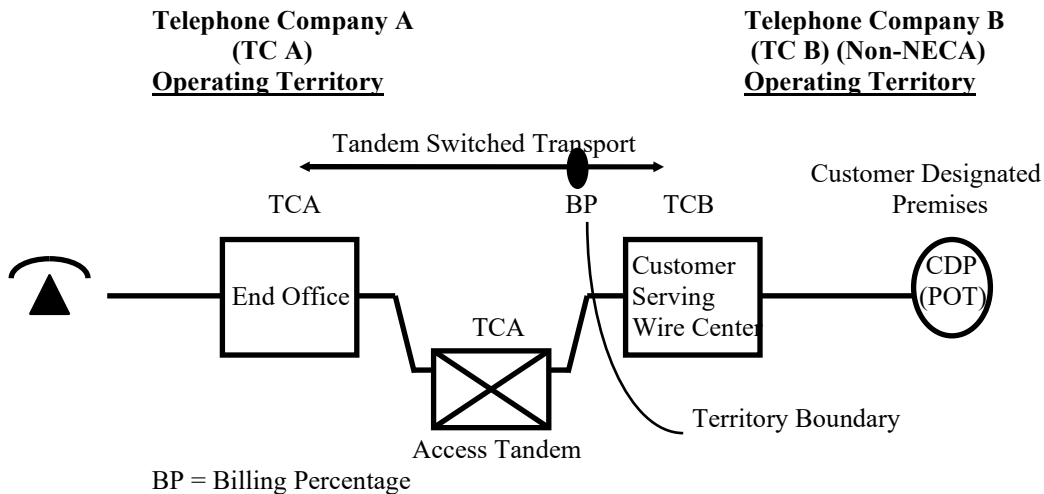 Telephone Company A
(TC A)
Operating Territory
Telephone Company B
(TC B) (Non-NECA)
Operating Territory
Tandem Switched Transport
Customer Designated
Premises
TCA
BP
TCB
End Office
Customer
Serving
Wire Center
CDP
(POT)
TCA
Access Tandem
Territory Boundary
BP = Billing Percentage